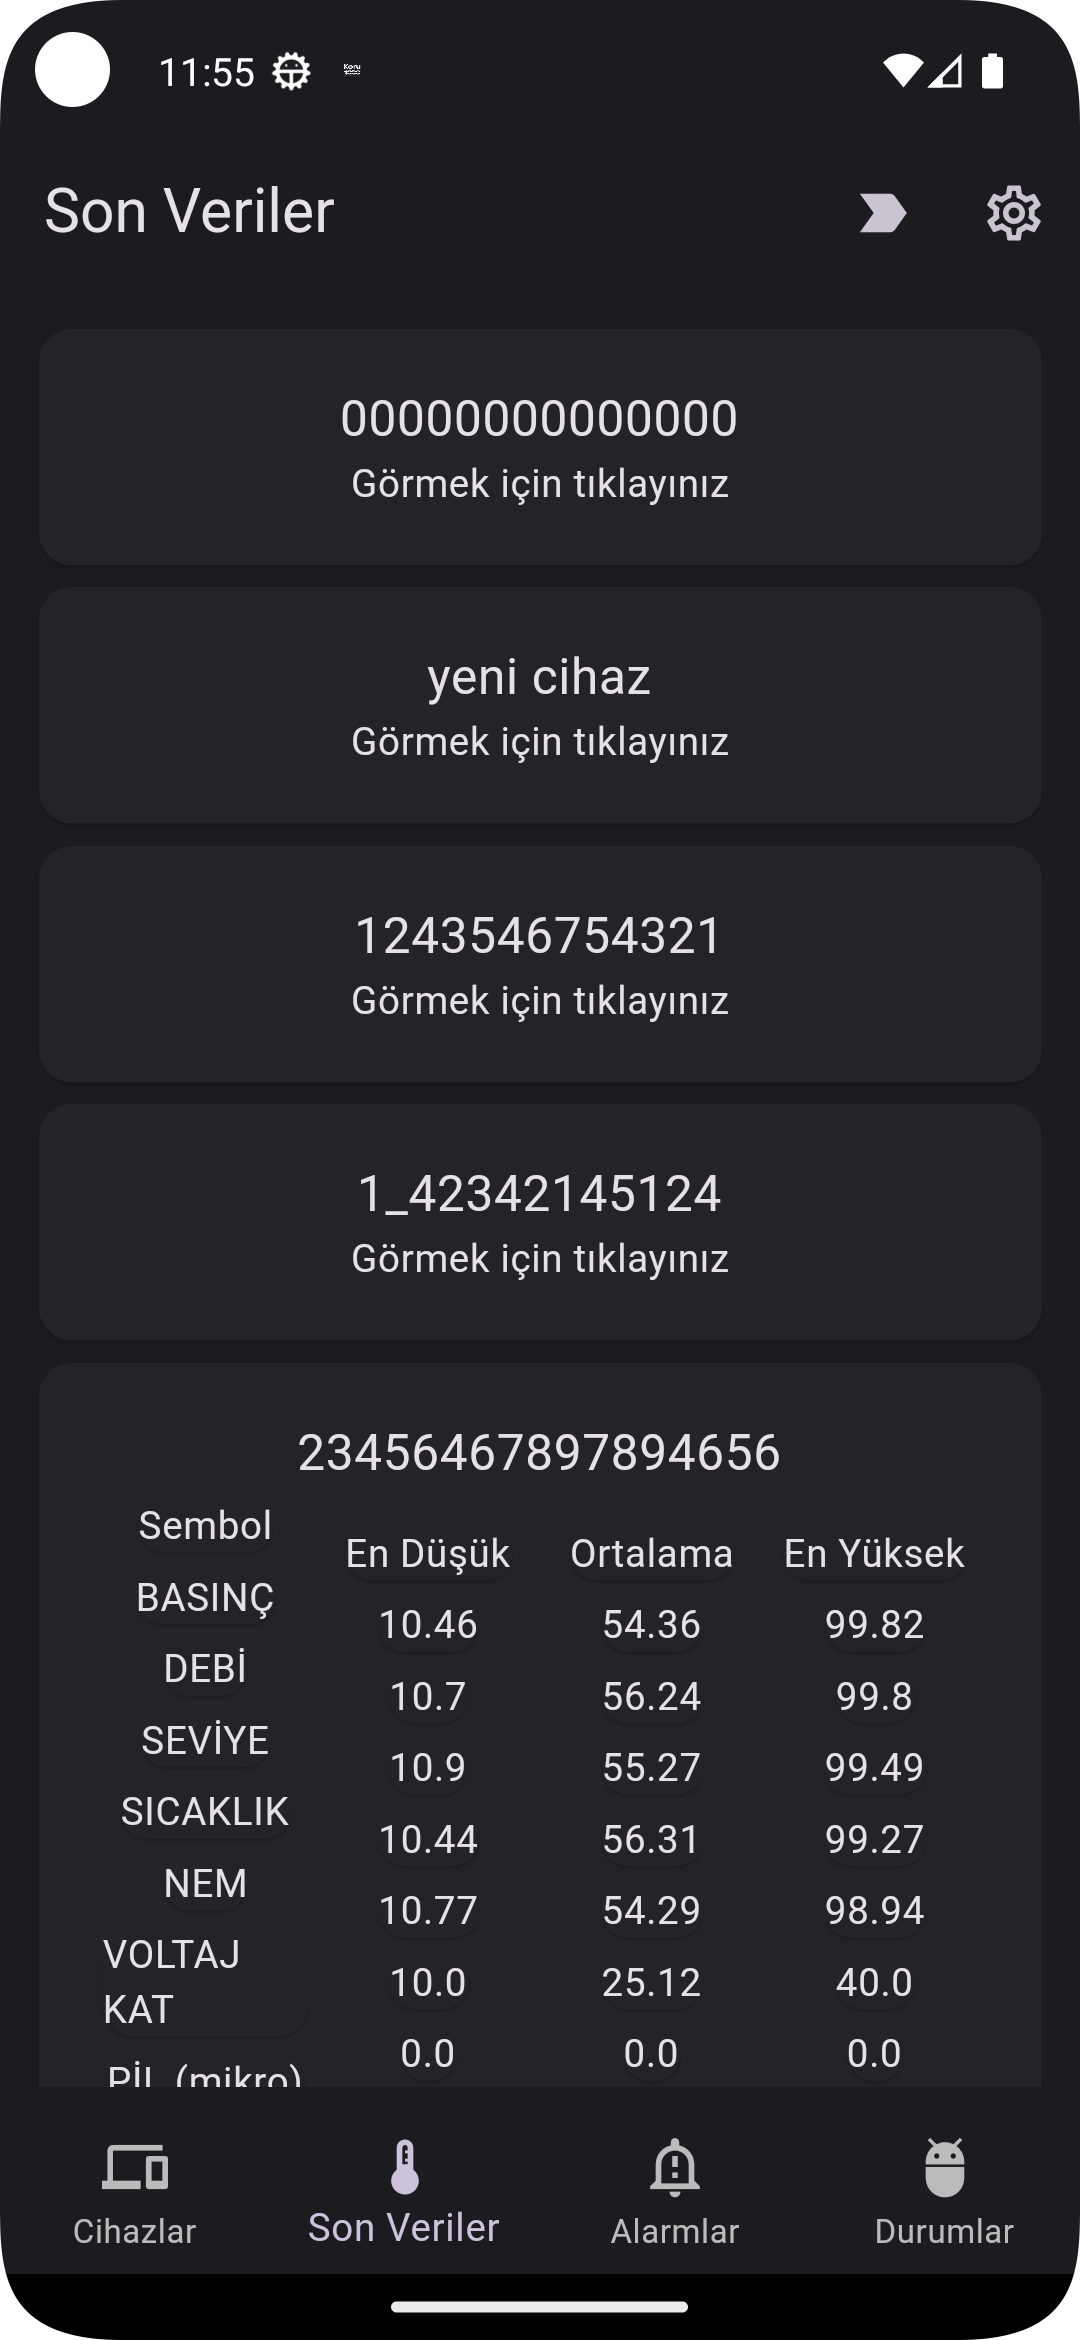 11:55
Son Veriler
00000000000000
Görmek için tıklayınız
yeni cihaz
Görmek için tıklayınız
1243546754321
Görmek için tıklayınız
1_42342145124
Görmek için tıklayınız
23456467897894656
Sembol En Düşük Ortalama En Yüksek
BASINÇ 10.46 54.36 99.82
DEBİ 10.7 56.24 99.8
SEVİYE 10.9 55.27 99.49
SICAKLIK 10.44 56.31 99.27
NEM 10.77 54.29 98.94
VOLTAJ 10.0 25.12 40.0
KAT
PİL (mikro) 0.0 0.0 0.0
Cihazlar Son Veriler Alarmlar Durumlar